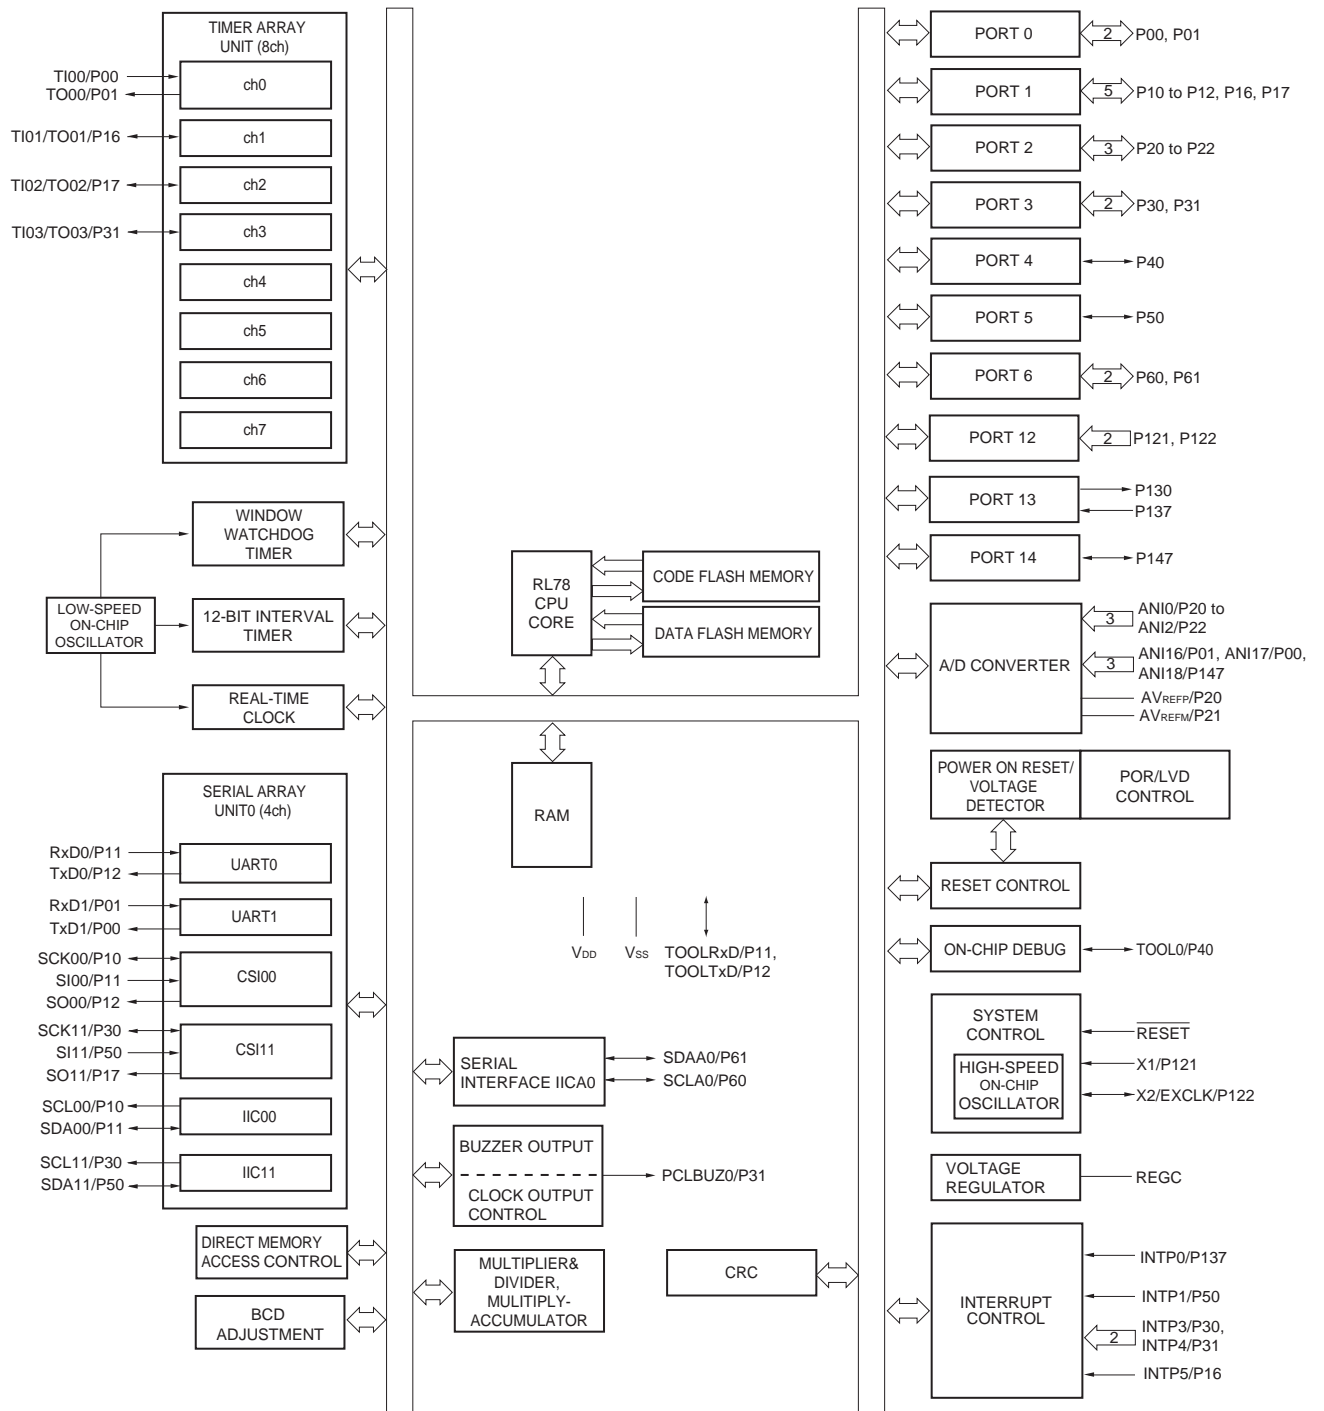 TIMER ARRAY
UNIT (8ch)
TI00/P00
TO00/P01
ch0
TI01/TO01/P16
ch1
TI02/TO02/P17
ch2
TI03/TO03/P31
ch3
ch4
ch5
ch6
ch7
WINDOW
WATCHDOG
TIMER
LOW-SPEED
ON-CHIP
OSCILLATOR
12-BIT INTERVAL
TIMER
REAL-TIME
CLOCK
SERIAL ARRAY
UNIT0 (4ch)
RxD0/P11
TxD0/P12
UART0
RxD1/P01
TxD1/P00
UART1
SCK00/P10
SI00/P11
SO00/P12
CSI00
SCK11/P30
SI11/P50
SO11/P17
CSI11
SCL00/P10
SDA00/P11
IIC00
SCL11/P30
SDA11/P50
IIC11
DIRECT MEMORY
ACCESS CONTROL
BCD
ADJUSTMENT
RL78
CPU
CORE
CODE FLASH MEMORY
DATA FLASH MEMORY
RAM
VDD
VSS
TOOLRxD/P11,
TOOLTxD/P12
SERIAL
INTERFACE IICA0
SDAA0/P61
SCLA0/P60
BUZZER OUTPUT
CLOCK OUTPUT
CONTROL
PCLBUZ0/P31
MULTIPLIER&
DIVIDER,
MULITIPLY-
ACCUMULATOR
CRC
PORT 0
2
P00, P01
PORT 1
5
P10 to P12, P16, P17
PORT 2
3
P20 to P22
PORT 3
2
P30, P31
PORT 4
P40
PORT 5
P50
PORT 6
2
P60, P61
PORT 12
2
P121, P122
PORT 13
P130
P137
PORT 14
P147
A/D CONVERTER
3
ANI0/P20 to
ANI2/P22
3
ANI16/P01, ANI17/P00,
ANI18/P147
AVREFP/P20
AVREFM/P21
POWER ON RESET/
VOLTAGE
DETECTOR
POR/LVD
CONTROL
RESET CONTROL
ON-CHIP DEBUG
TOOL0/P40
SYSTEM
CONTROL
HIGH-SPEED
ON-CHIP
OSCILLATOR
RESET
X1/P121
X2/EXCLK/P122
VOLTAGE
REGULATOR
REGC
INTERRUPT
CONTROL
INTP0/P137
INTP1/P50
2
INTP3/P30,
INTP4/P31
INTP5/P16